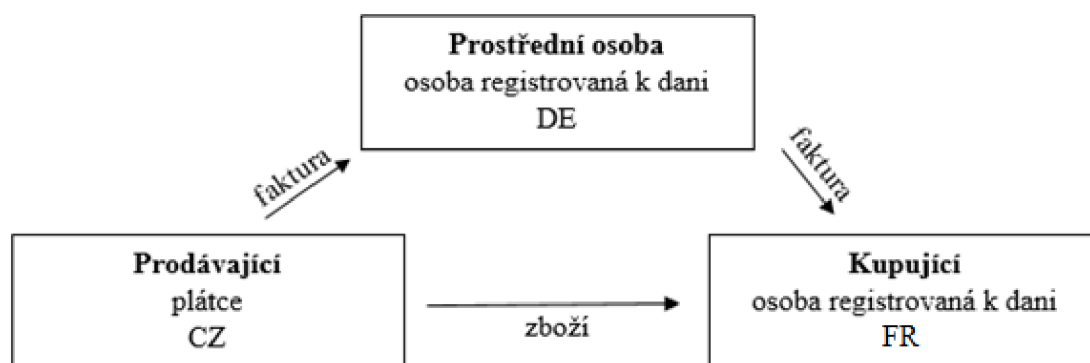 Prostřední osoba
osoba registrovaná k dani
DE
faktura
faktura
Prodávající
plátce
CZ
zboží
Kupující
osoba registrovaná k dani
FR